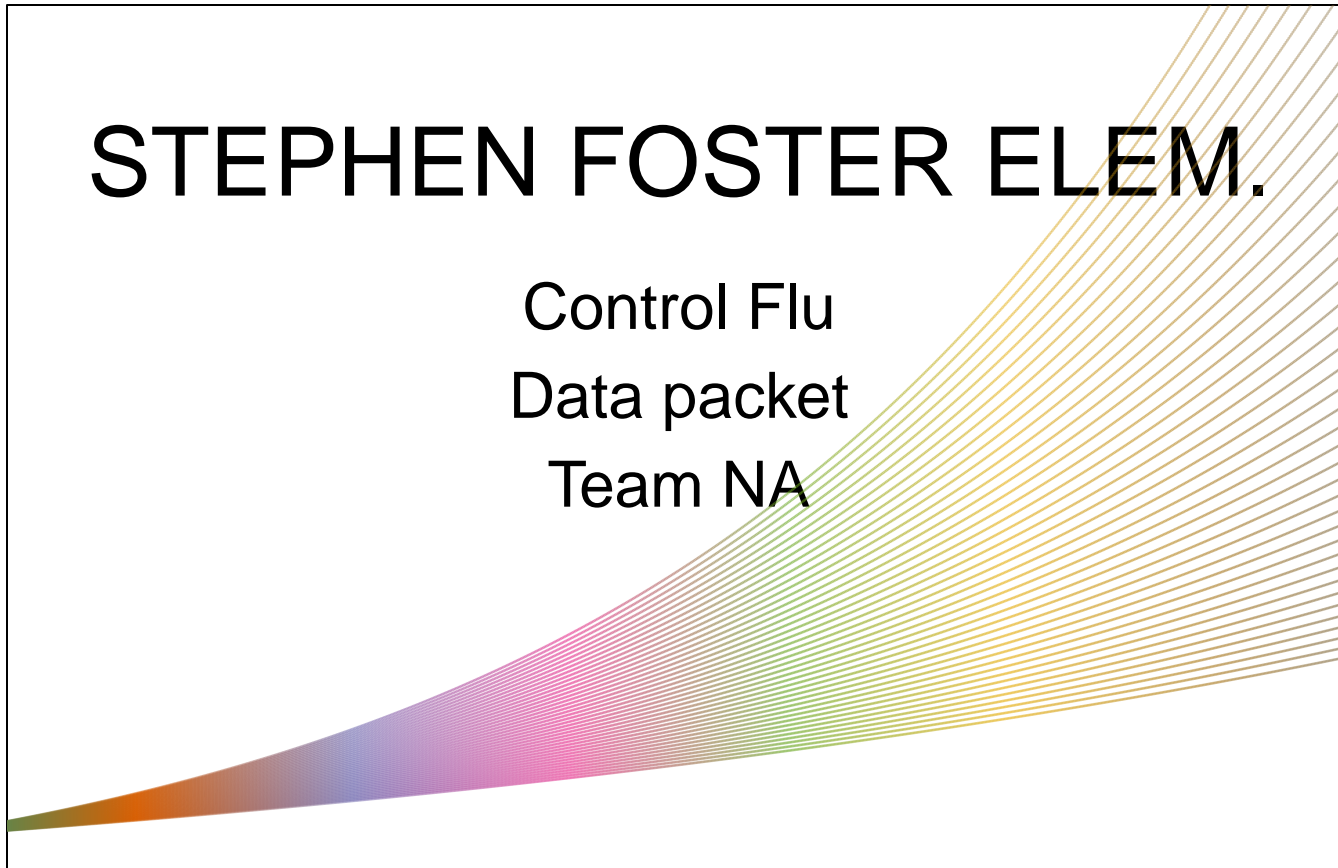 STEPHEN FOSTER ELEM.
Control Flu
Data packet
Team NA